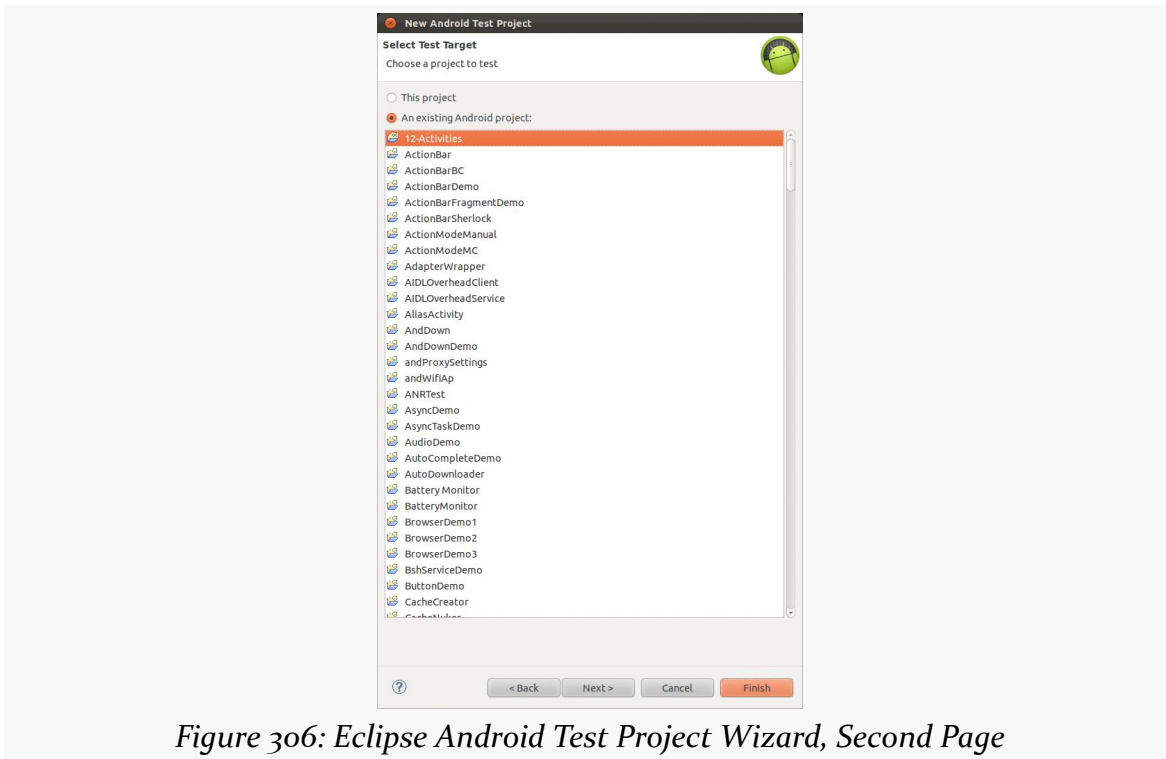 New Android Test Project
Select Test Target
Choose a project to test
This project
An existing Android project:
12-Activities
ActionBar
ActionBarBC
ActionBarDemo
ActionBarFragmentDemo
ActionBarSherlock
ActionModeManual
ActionModeMC
AdapterWrapper
AIDLOverheadClient
AIDLOverheadService
AliasActivity
AndDown
AndDownDemo
andProxySettings
andWifiAp
ANRTest
AsyncDemo
AsyncTaskDemo
AudioDemo
AutoCompleteDemo
AutoDownloader
Battery Monitor
BatteryMonitor
BrowserDemo1
BrowserDemo2
BrowserDemo3
BshServiceDemo
ButtonDemo
CacheCreator
? < Back Next > Cancel Finish
Figure 306: Eclipse Android Test Project Wizard, Second Page